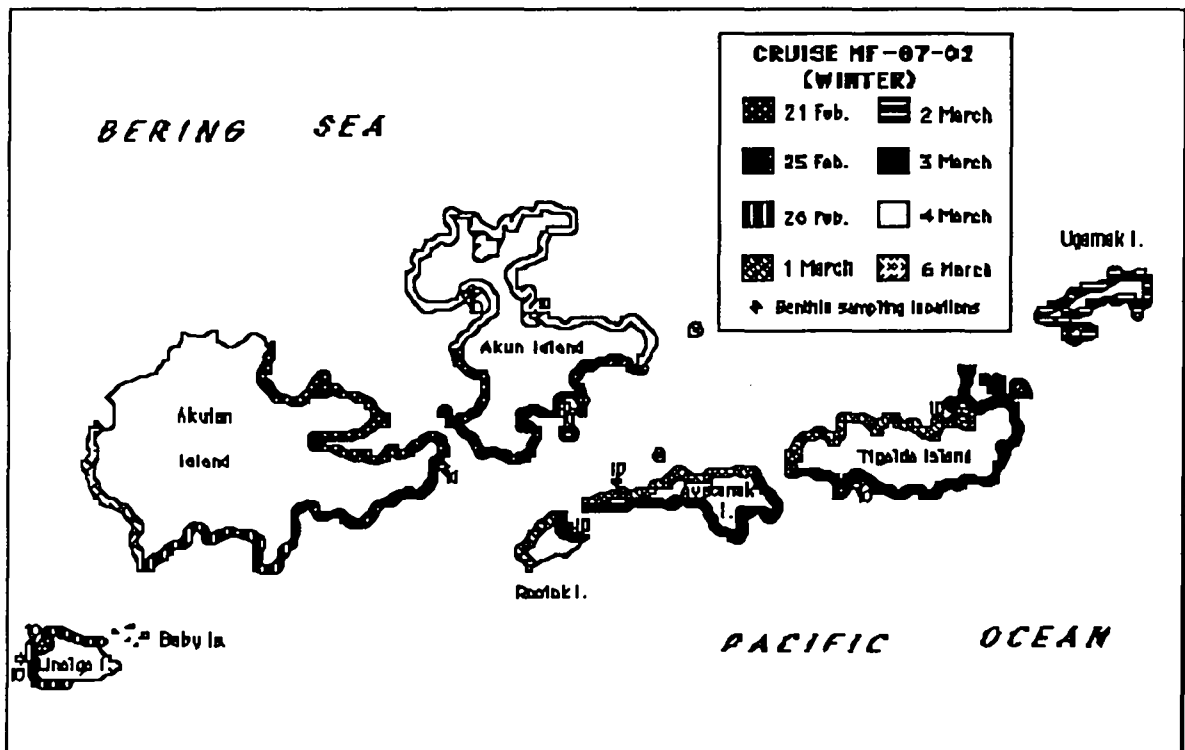 CRUISE MF-87-02
(WINTER)
21 Feb. 2 March
25 Feb. 3 March
26 Feb. 4 March
1 March 6 March
Benthic sampling locations
BERING SEA
Ugamak I.
Akun Island
Akutan
Island
Tigalda Island
Avatanak
I.
Rootok I.
Baby Is.
Unalga I.
PACIFIC OCEAN